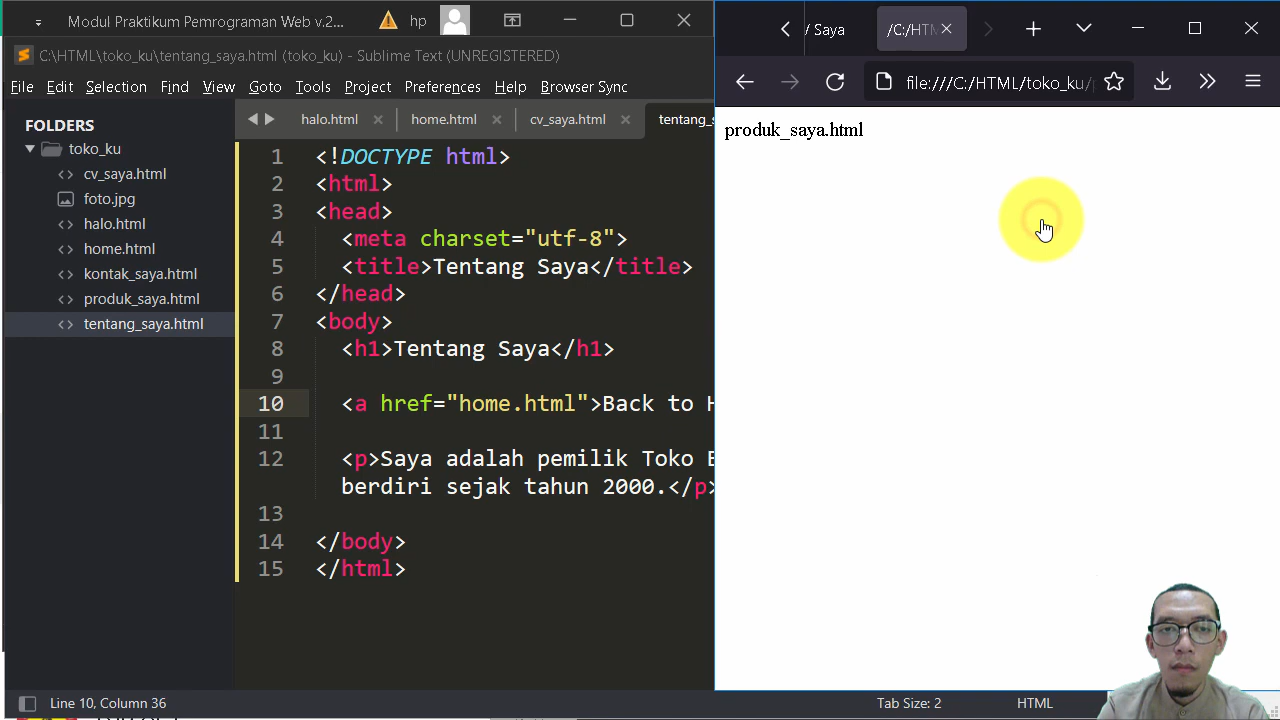 Modul Praktikum Pemrograman Web v.2... hp
C:\HTML\toko_ku\tentang_saya.html (toko_ku) - Sublime Text (UNREGISTERED)
File Edit Selection Find View Goto Tools Project Preferences Help Browser Sync
FOLDERS
toko_ku
cv_saya.html
foto.jpg
halo.html
home.html
kontak_saya.html
produk_saya.html
tentang_saya.html
halo.html home.html cv_saya.html tentang_s
1 <!DOCTYPE html>
2 <html>
3 <head>
4 <meta charset="utf-8">
5 <title>Tentang Saya</title>
6 </head>
7 <body>
8 <h1>Tentang Saya</h1>
9
10 <a href="home.html">Back to H
11
12 <p>Saya adalah pemilik Toko
berdiri sejak tahun 2000.</p>
13
14 </body>
15 </html>
Line 10, Column 36 Tab Size: 2 HTML
/ Saya /C:/HTM
file:///C:/HTML/toko_ku/
produk_saya.html